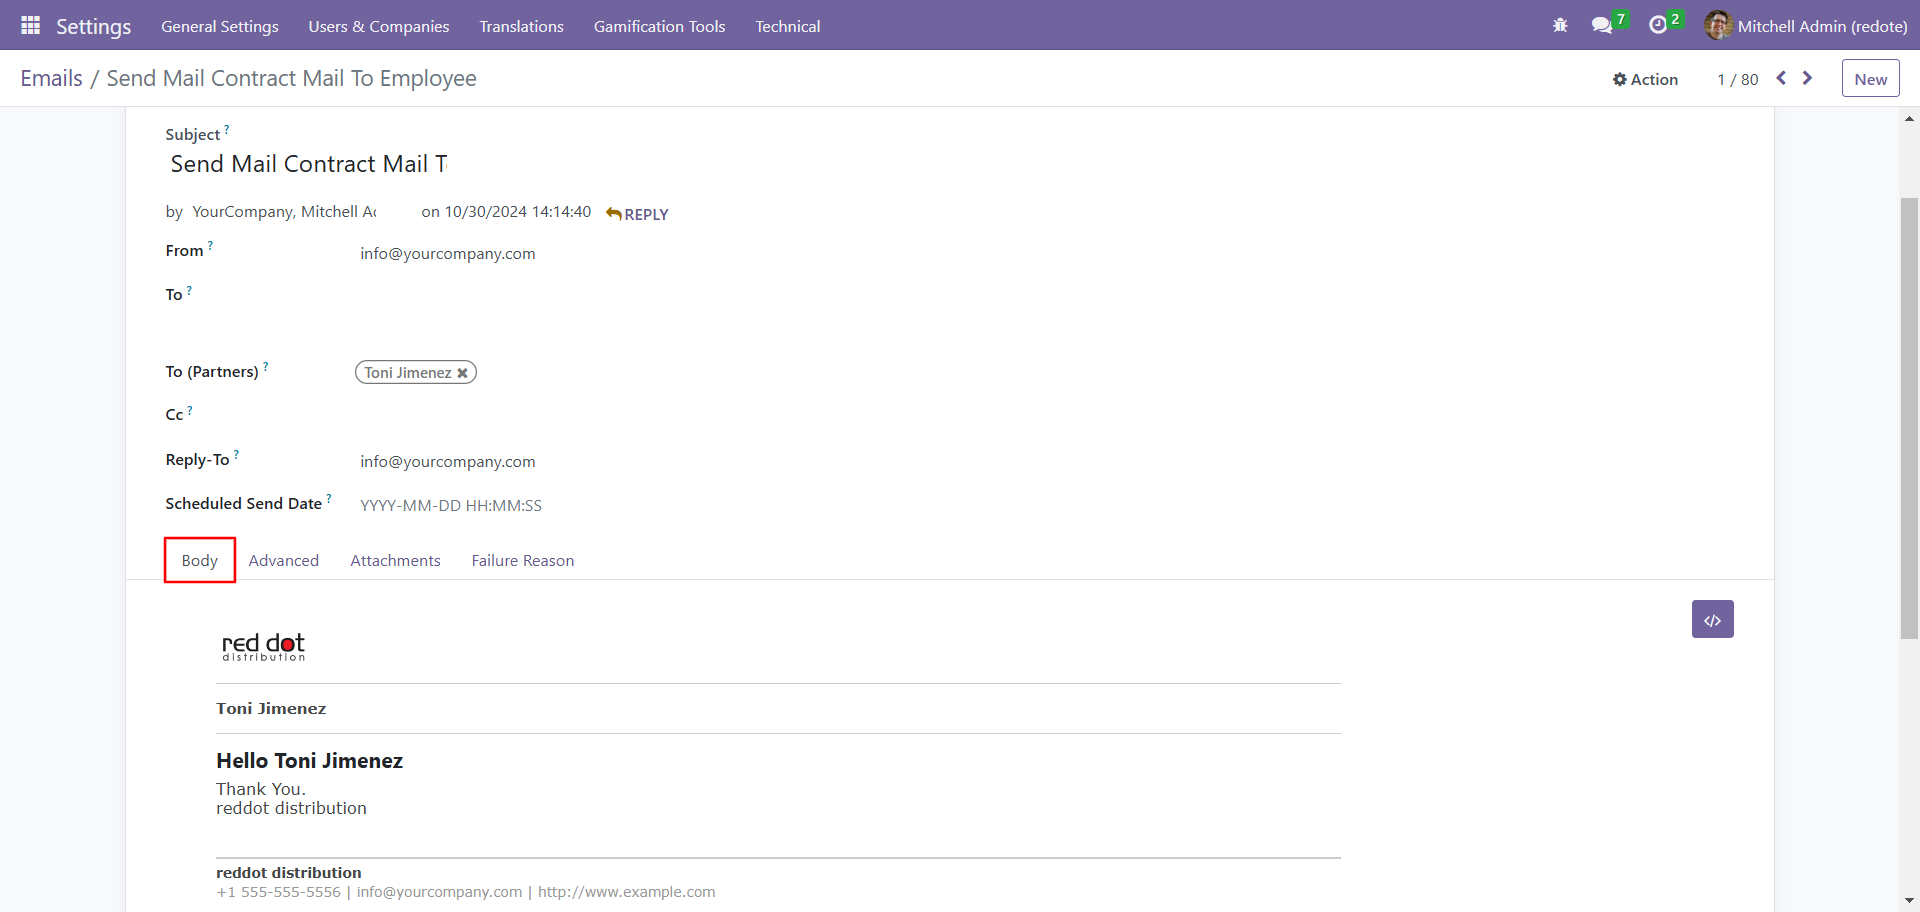 Settings General Settings Users & Companies Translations Gamification Tools Technical 7 2 Mitchell Admin (redote)
Emails / Send Mail Contract Mail To Employee Action 1 / 80 New
Subject ?
Send Mail Contract Mail T
by YourCompany, Mitchell Ac on 10/30/2024 14:14:40 REPLY
From ? info@yourcompany.com
To ?
To (Partners) ? Toni Jimenez
Cc ?
Reply-To ? info@yourcompany.com
Scheduled Send Date ? YYYY-MM-DD HH:MM:SS
Body Advanced Attachments Failure Reason
</>
red dot
distribution
Toni Jimenez
Hello Toni Jimenez
Thank You.
reddot distribution
reddot distribution
+1 555-555-5556 | info@yourcompany.com | http://www.example.com